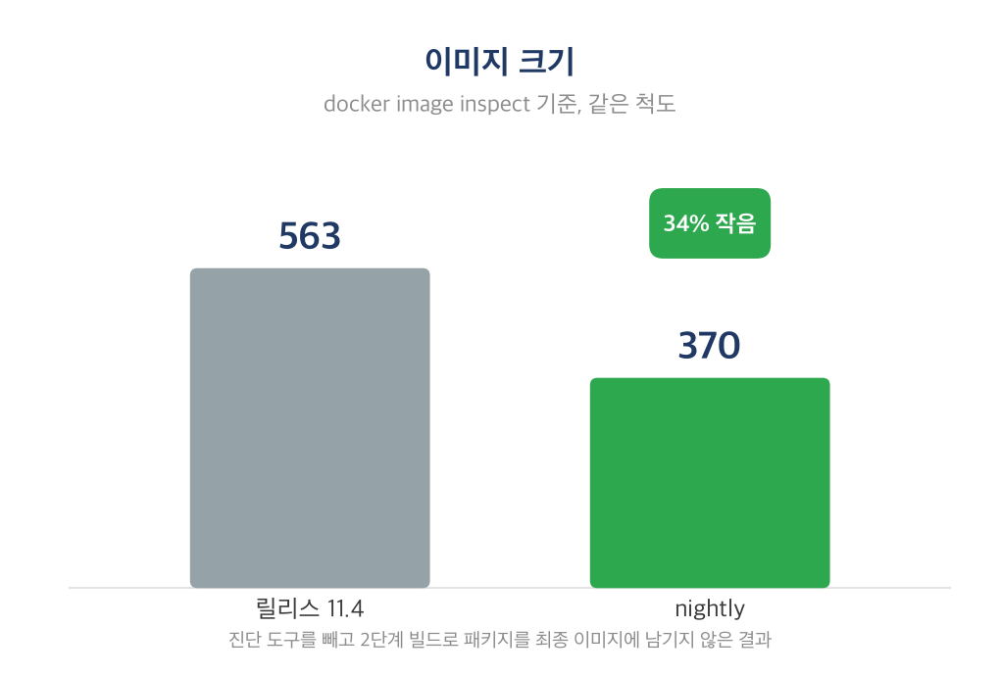 이미지 크기
docker image inspect 기준, 같은 척도
34% 작음
563
370
릴리스 11.4
nightly
진단 도구를 빼고 2단계 빌드로 패키지를 최종 이미지에 남기지 않은 결과